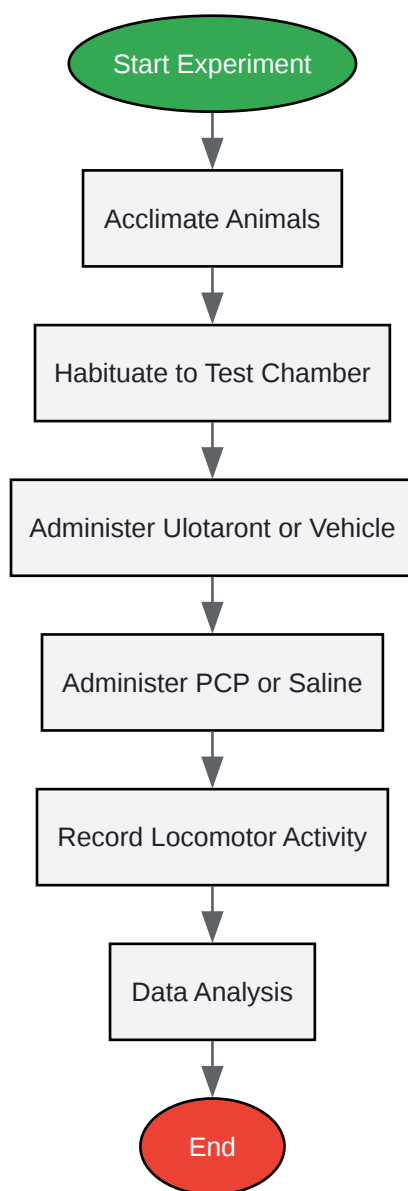 Start Experiment
Acclimate Animals
Habituate to Test Chamber
Administer Ulotaront or Vehicle
Administer PCP or Saline
Record Locomotor Activity
Data Analysis
End